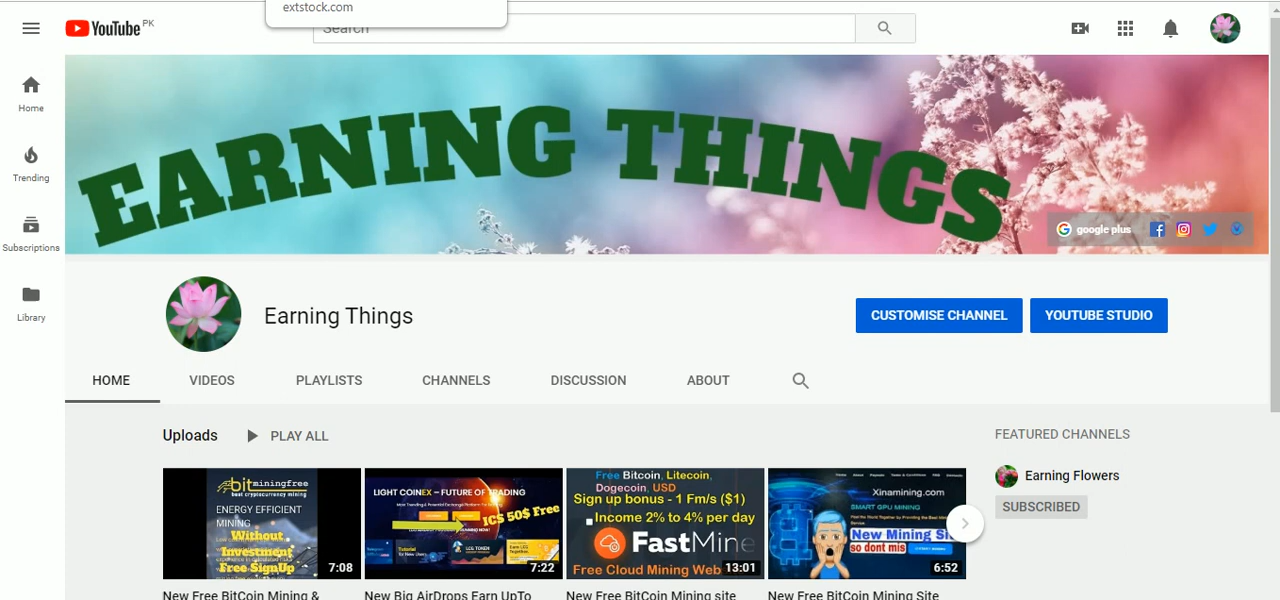 extstock.com
YouTube PK
Search
Home
Trending
Subscriptions
Library
EARNING THINGS
google plus
Earning Things
CUSTOMISE CHANNEL
YOUTUBE STUDIO
HOME VIDEOS PLAYLISTS CHANNELS DISCUSSION ABOUT
Uploads PLAY ALL
FEATURED CHANNELS
Earning Flowers
SUBSCRIBED
bitminingfree
best cryptocurrency mining
ENERGY EFFICIENT
MINING
Without
Investment
Free SignUp
7:08
LIGHT COINEX – FUTURE OF TRADING
ICS 50$ Free
Tutorial
LCG TOKEN
7:22
Free Bitcoin, Litecoin,
Dogecoin, USD
Sign up bonus - 1 Fm/s ($1)
Income 2% to 4% per day
FastMine
Free Cloud Mining Web
13:01
Xinamining.com
SMART GPU MINING
New Mining Si
so dont mis
6:52
New Free BitCoin Mining &
New Big AirDrops Earn UpTo
New Free BitCoin Mining site
New Free BitCoin Mining Site